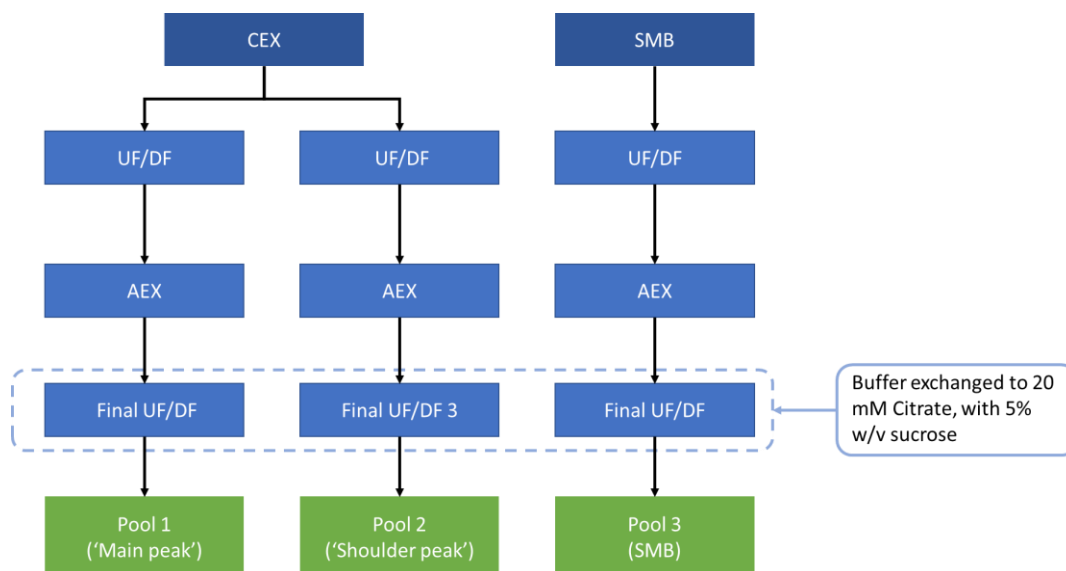 CEX
SMB
UF/DF
UF/DF
UF/DF
AEX
AEX
AEX
Final UF/DF
Final UF/DF 3
Final UF/DF
Buffer exchanged to 20
mM Citrate, with 5%
w/v sucrose
Pool 1
(‘Main peak’)
Pool 2
(‘Shoulder peak’)
Pool 3
(SMB)